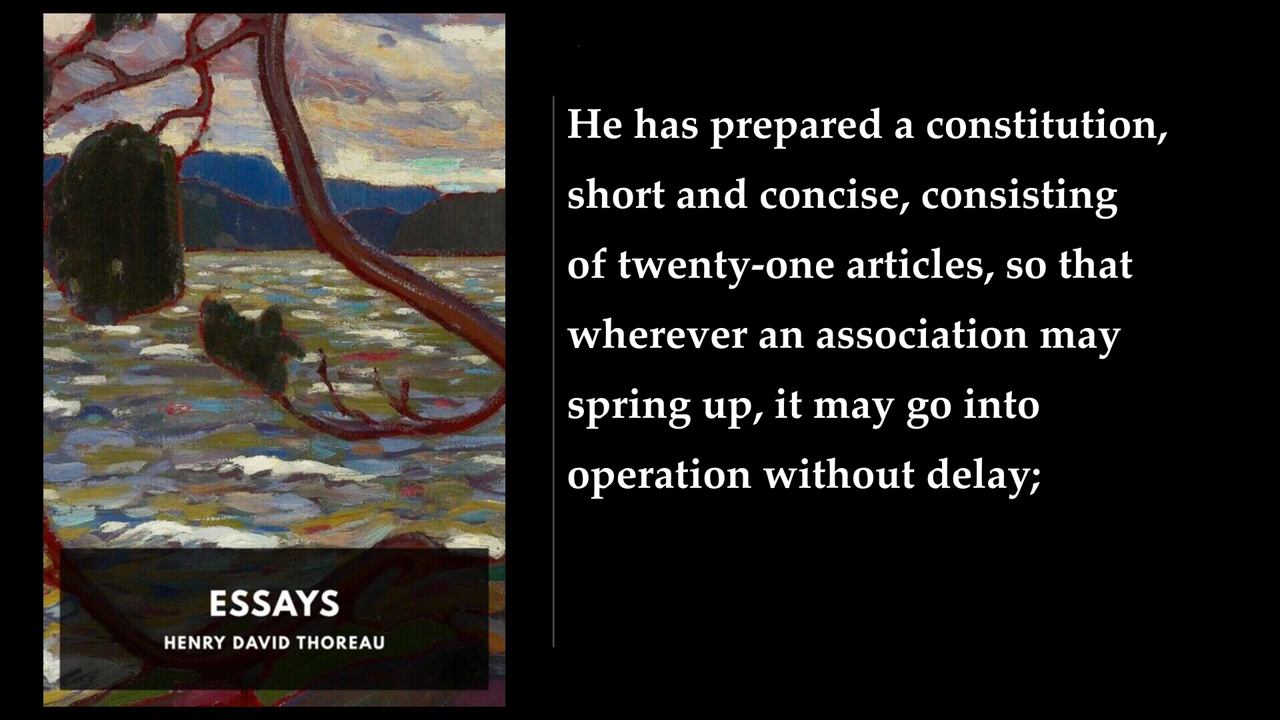 ESSAYS
HENRY DAVID THOREAU
He has prepared a constitution,
short and concise, consisting
of twenty-one articles, so that
wherever an association may
spring up, it may go into
operation without delay;